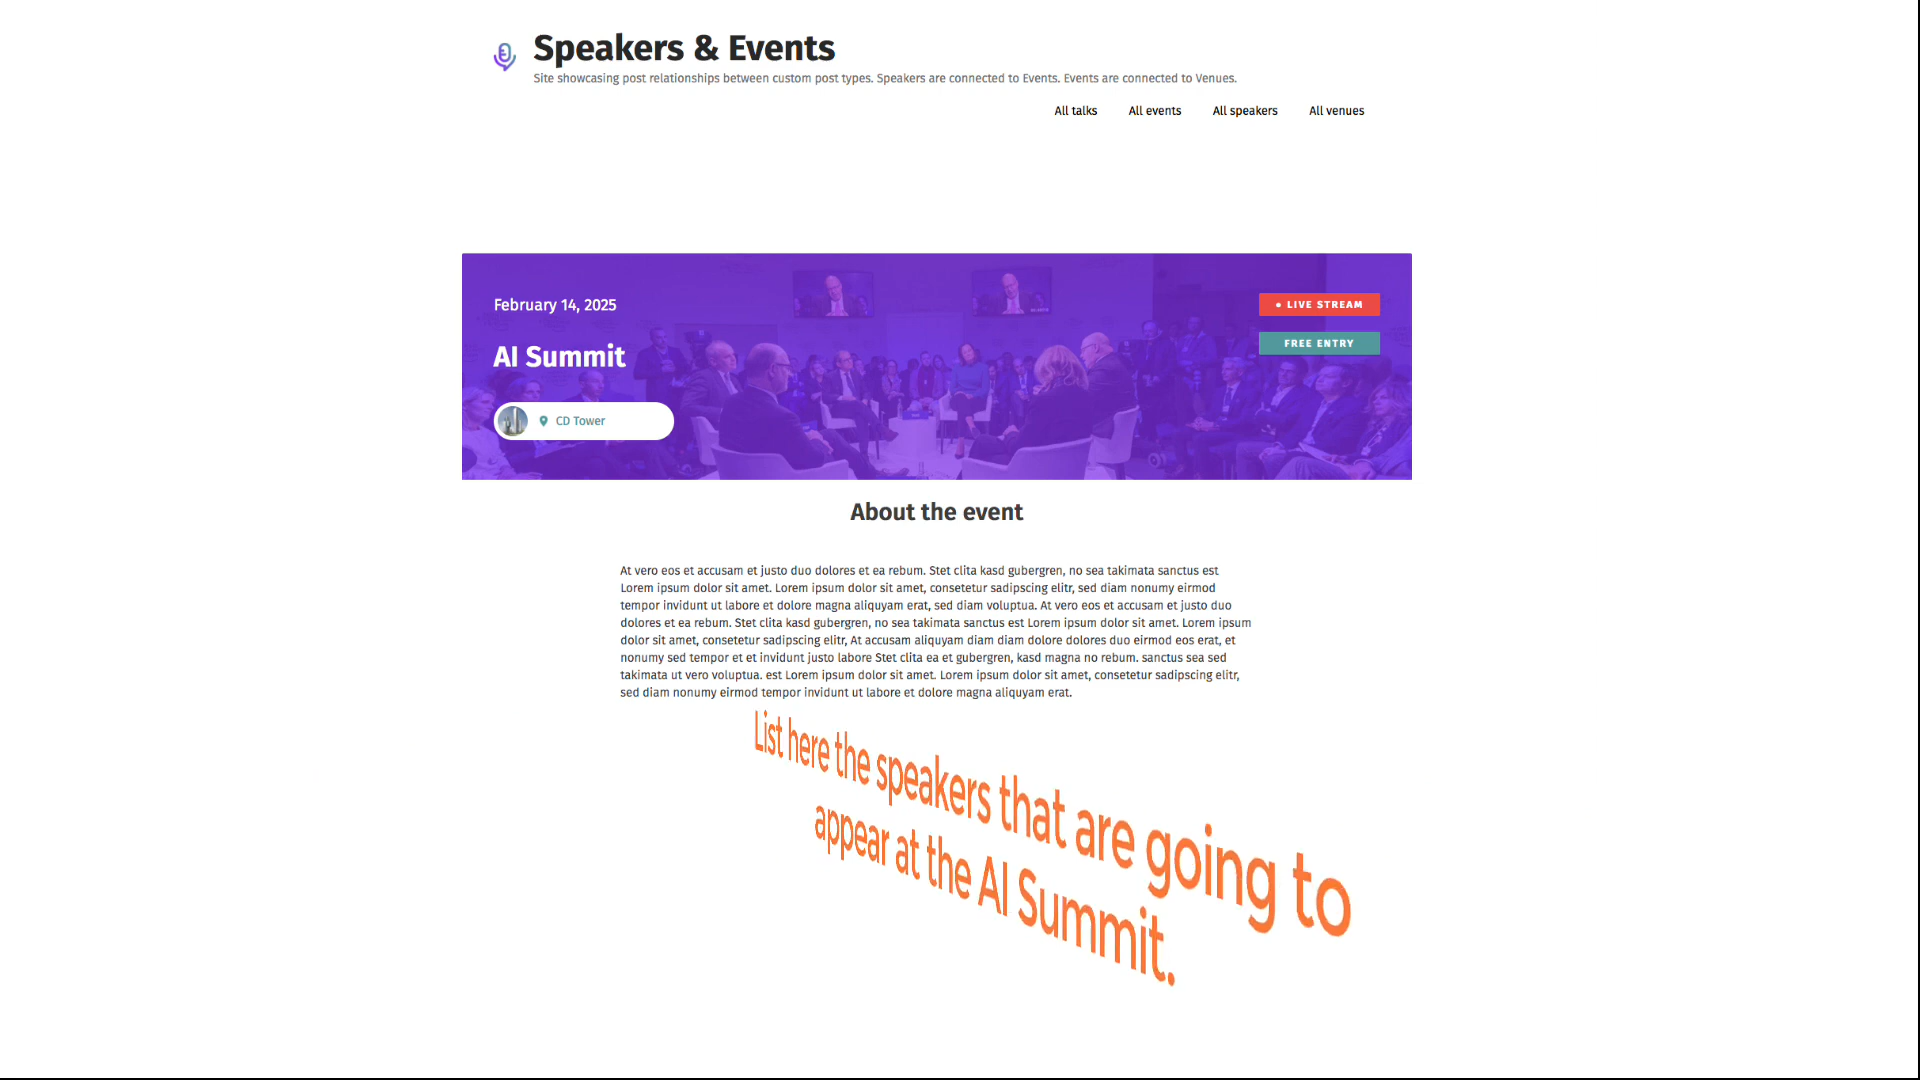 Speakers & Events
Site showcasing post relationships between custom post types. Speakers are connected to Events. Events are connected to Venues.
All talks
All events
All speakers
All venues
February 14, 2025
• LIVE STREAM
FREE ENTRY
AI Summit
CD Tower
About the event
At vero eos et accusam et justo duo dolores et ea rebum. Stet clita kasd gubergren, no sea takimata sanctus est
Lorem ipsum dolor sit amet. Lorem ipsum dolor sit amet, consetetur sadipscing elitr, sed diam nonumy eirmod
tempor invidunt ut labore et dolore magna aliquyam erat, sed diam voluptua. At vero eos et accusam et justo duo
dolores et ea rebum. Stet clita kasd gubergren, no sea takimata sanctus est Lorem ipsum dolor sit amet. Lorem ipsum
dolor sit amet, consetetur sadipscing elitr, At accusam aliquyam diam diam dolore dolores duo eirmod eos erat, et
nonumy sed tempor et et invidunt justo labore Stet clita ea et gubergren, kasd magna no rebum. sanctus sea sed
takimata ut vero voluptua. est Lorem ipsum dolor sit amet. Lorem ipsum dolor sit amet, consetetur sadipscing elitr,
sed diam nonumy eirmod tempor invidunt ut labore et dolore magna aliquyam erat.
List here the speakers that are going to
appear at the AI Summit.